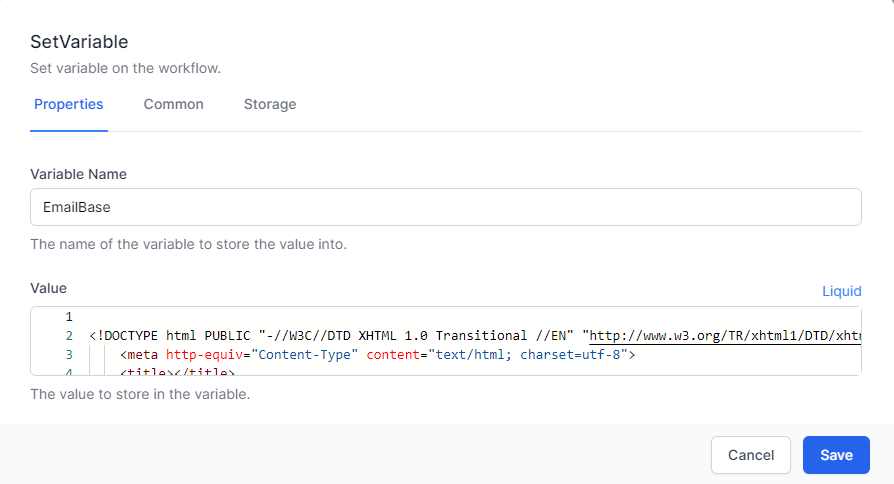 SetVariable
Set variable on the workflow.
Properties Common Storage
Variable Name
EmailBase
The name of the variable to store the value into.
Value Liquid
1
2 <!DOCTYPE html PUBLIC "-//W3C//DTD XHTML 1.0 Transitional //EN" "http://www.w3.org/TR/xhtml1/DTD/xhtm
3 <meta http-equiv="Content-Type" content="text/html; charset=utf-8">
4 <title></title>
The value to store in the variable.
Cancel Save